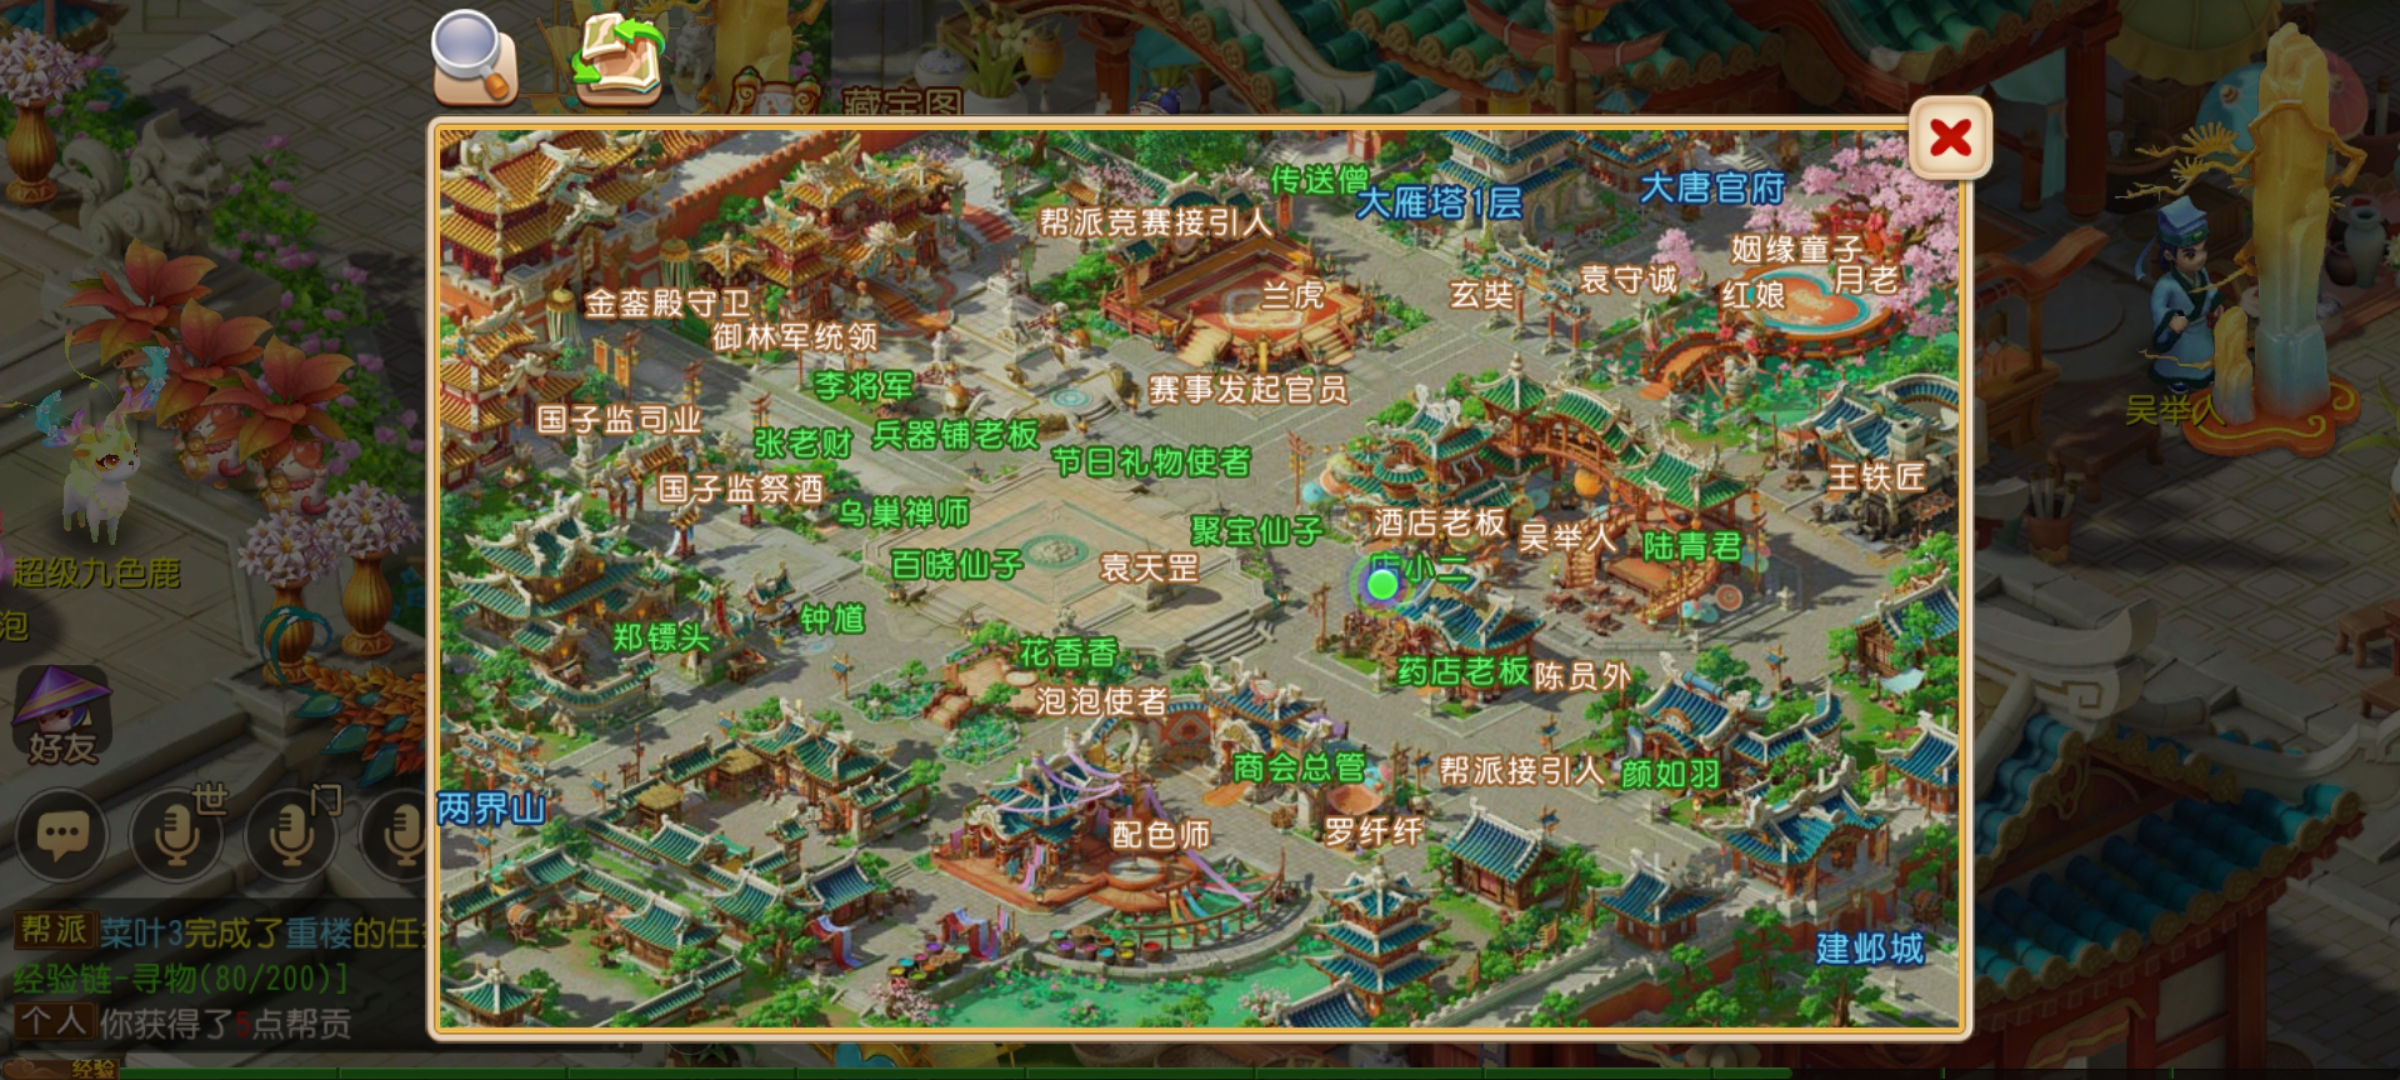 藏宝图
传送僧
大雁塔1层
大唐官府
帮派竞赛接引人
姻缘童子
金銮殿守卫
兰虎
玄奘
袁守诚
红娘
月老
御林军统领
李将军
赛事发起官员
国子监司业
张老财
兵器铺老板
节日礼物使者
吴举人
王铁匠
国子监祭酒
乌巢禅师
聚宝仙子
酒店老板
吴举人
陆青君
百晓仙子
袁天罡
店小二
超级九色鹿
泡
郑镖头
钟馗
花香香
药店老板
陈员外
泡泡使者
好友
商会总管
帮派接引人
颜如羽
世
门
两界山
配色师
罗纤纤
帮派 菜叶3完成了重楼的任
经验链-寻物(80/200)]
建邺城
个人 你获得了5点帮贡
经验